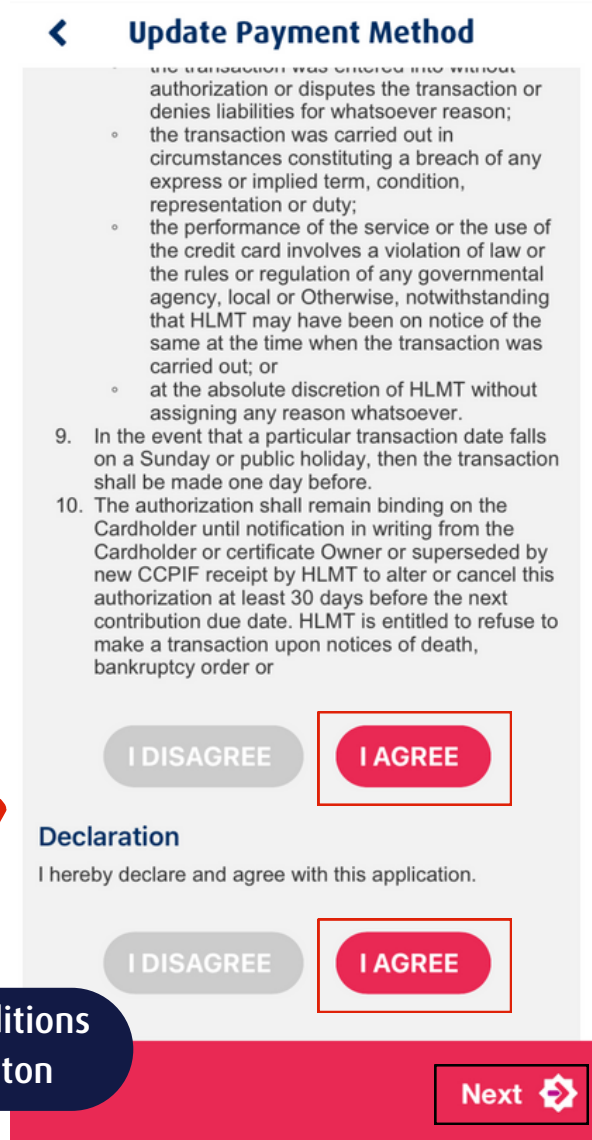 Update Payment Method
the transaction was entered into without
authorization or disputes the transaction or
denies liabilities for whatsoever reason;
◦ the transaction was carried out in
circumstances constituting a breach of any
express or implied term, condition,
representation or duty;
◦ the performance of the service or the use of
the credit card involves a violation of law or
the rules or regulation of any governmental
agency, local or Otherwise, notwithstanding
that HLMT may have been on notice of the
same at the time when the transaction was
carried out; or
◦ at the absolute discretion of HLMT without
assigning any reason whatsoever.
9. In the event that a particular transaction date falls
on a Sunday or public holiday, then the transaction
shall be made one day before.
10. The authorization shall remain binding on the
Cardholder until notification in writing from the
Cardholder or certificate Owner or superseded by
new CCPIF receipt by HLMT to alter or cancel this
authorization at least 30 days before the next
contribution due date. HLMT is entitled to refuse to
make a transaction upon notices of death,
bankruptcy order or
I DISAGREE I AGREE
Declaration
I hereby declare and agree with this application.
I DISAGREE I AGREE
ditions
ton
Next